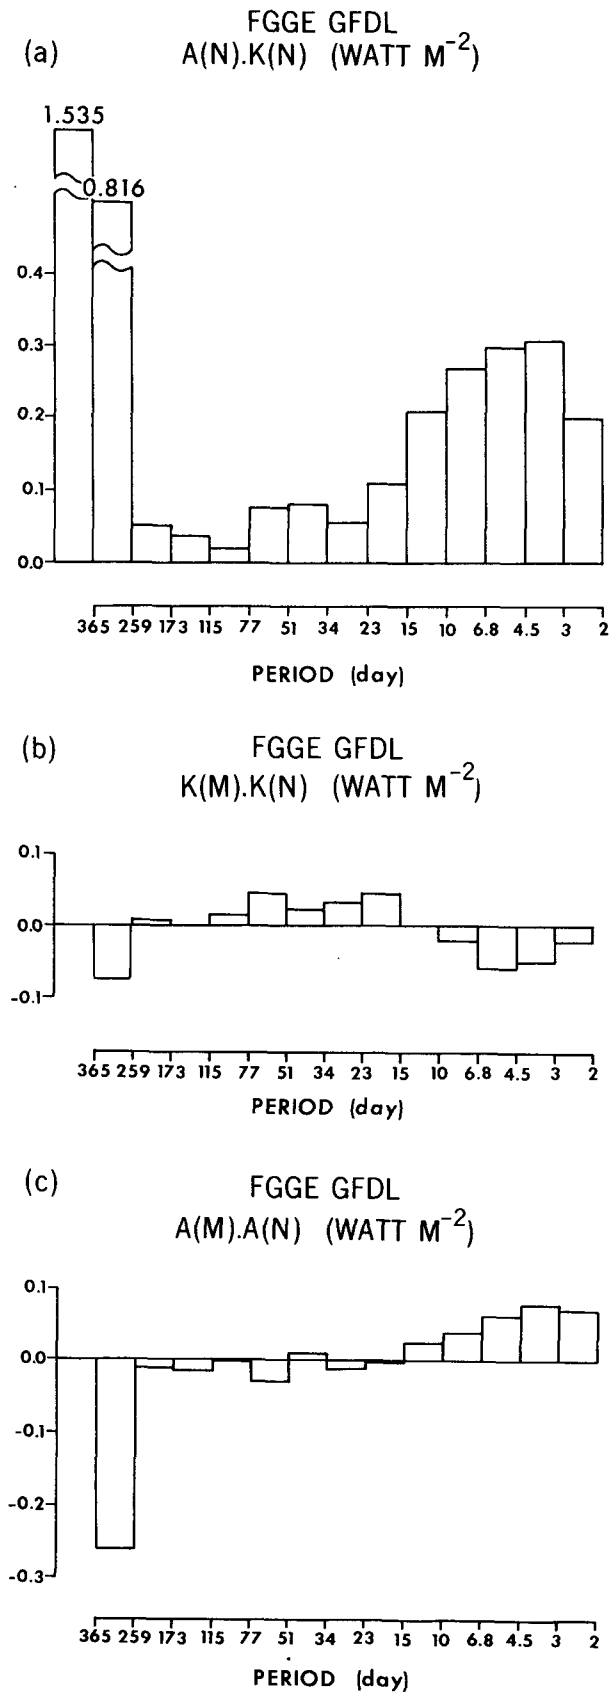 (a)
FGGE GFDL
A(N).K(N) (WATT M⁻²)
1.535
0.816
0.4
0.3
0.2
0.1
0.0
365 259 173 115 77 51 34 23 15 10 6.8 4.5 3 2
PERIOD (day)
(b)
FGGE GFDL
K(M).K(N) (WATT M⁻²)
0.1
0.0
-0.1
365 259 173 115 77 51 34 23 15 10 6.8 4.5 3 2
PERIOD (day)
(c)
FGGE GFDL
A(M).A(N) (WATT M⁻²)
0.1
0.0
-0.1
-0.2
-0.3
365 259 173 115 77 51 34 23 15 10 6.8 4.5 3 2
PERIOD (day)